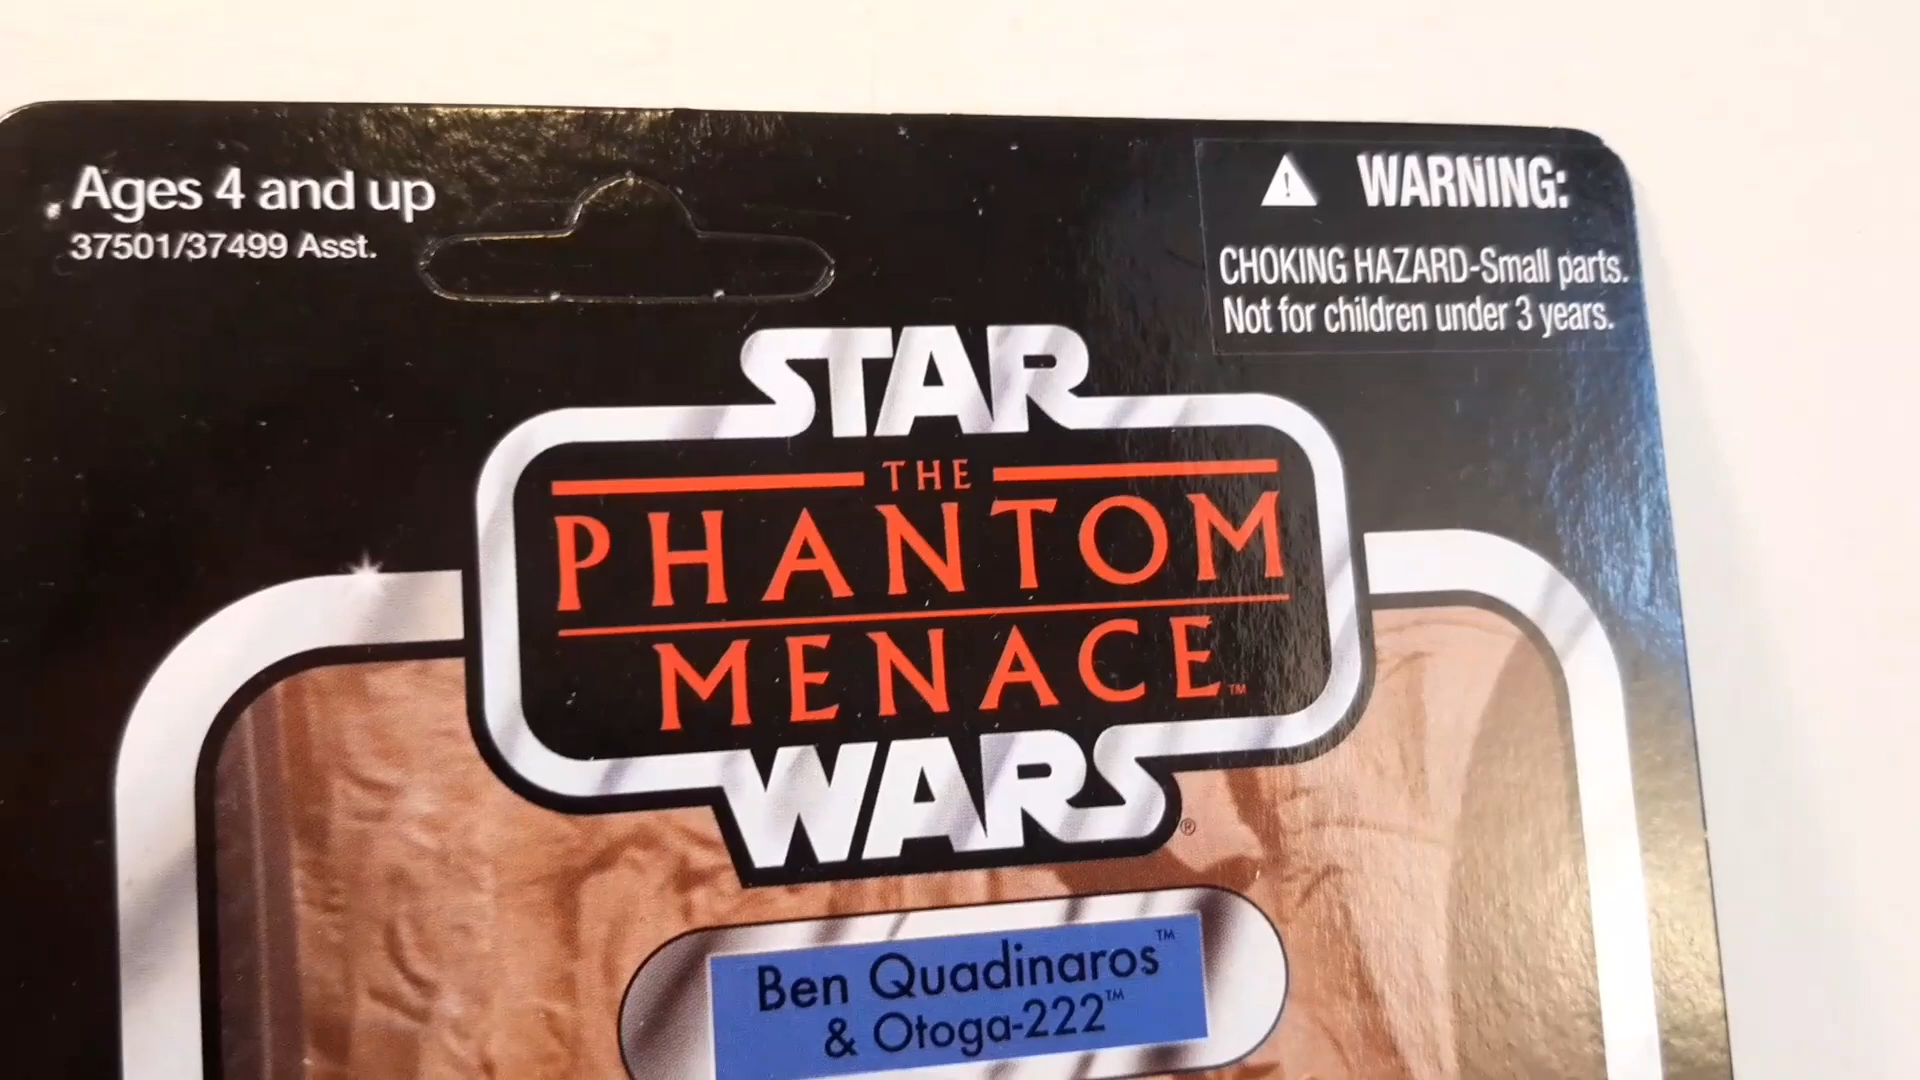 Ages 4 and up
37501/37499 Asst.
WARNING:
CHOKING HAZARD-Small parts.
Not for children under 3 years.
STAR
THE
PHANTOM
MENACE™
WARS®
Ben Quadinaros™
& Otoga-222™